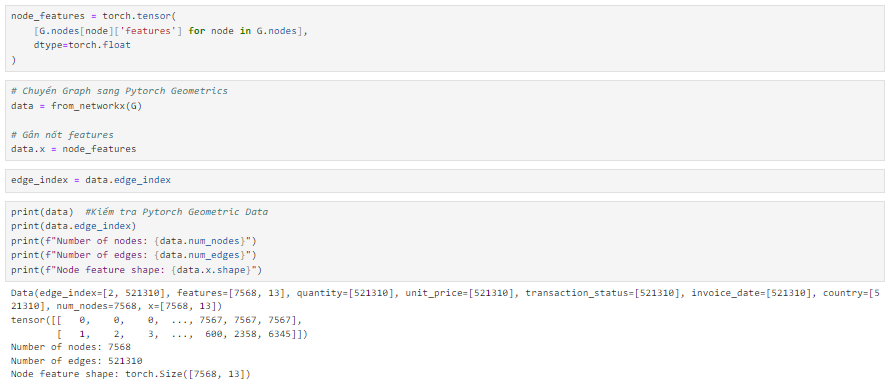 node_features = torch.tensor(
    [G.nodes[node]['features'] for node in G.nodes],
    dtype=torch.float
)
# Chuyển Graph sang Pytorch Geometrics
data = from_networkx(G)
# Gán nốt features
data.x = node_features
edge_index = data.edge_index
print(data)  #Kiểm tra Pytorch Geometric Data
print(data.edge_index)
print(f"Number of nodes: {data.num_nodes}")
print(f"Number of edges: {data.num_edges}")
print(f"Node feature shape: {data.x.shape}")
Data(edge_index=[2, 521310], features=[7568, 13], quantity=[521310], unit_price=[521310], transaction_status=[521310], invoice_date=[521310], country=[5
21310], num_nodes=7568, x=[7568, 13])
tensor([[   0,    0,    0,  ..., 7567, 7567, 7567],
        [   1,    2,    3,  ...,  600, 2358, 6345]])
Number of nodes: 7568
Number of edges: 521310
Node feature shape: torch.Size([7568, 13])